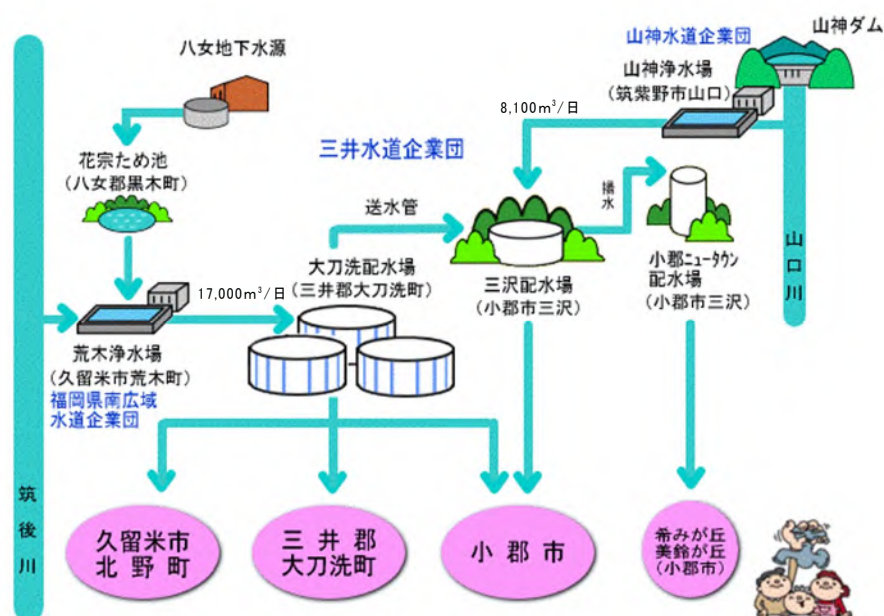 八女地下水源
山神水道企業団
山神ダム
山神浄水場
(筑紫野市山口)
8,100m³/日
三井水道企業団
花宗ため池
(八女郡黒木町)
送水管
揚水
大刀洗配水場
(三井郡大刀洗町)
三沢配水場
(小郡市三沢)
小郡ニュータウン
配水場
(小郡市三沢)
山口川
17,000m³/日
荒木浄水場
(久留米市荒木町)
福岡県南広域
水道企業団
筑後川
久留米市
北野町
三井郡
大刀洗町
小郡市
希みが丘
美鈴が丘
(小郡市)